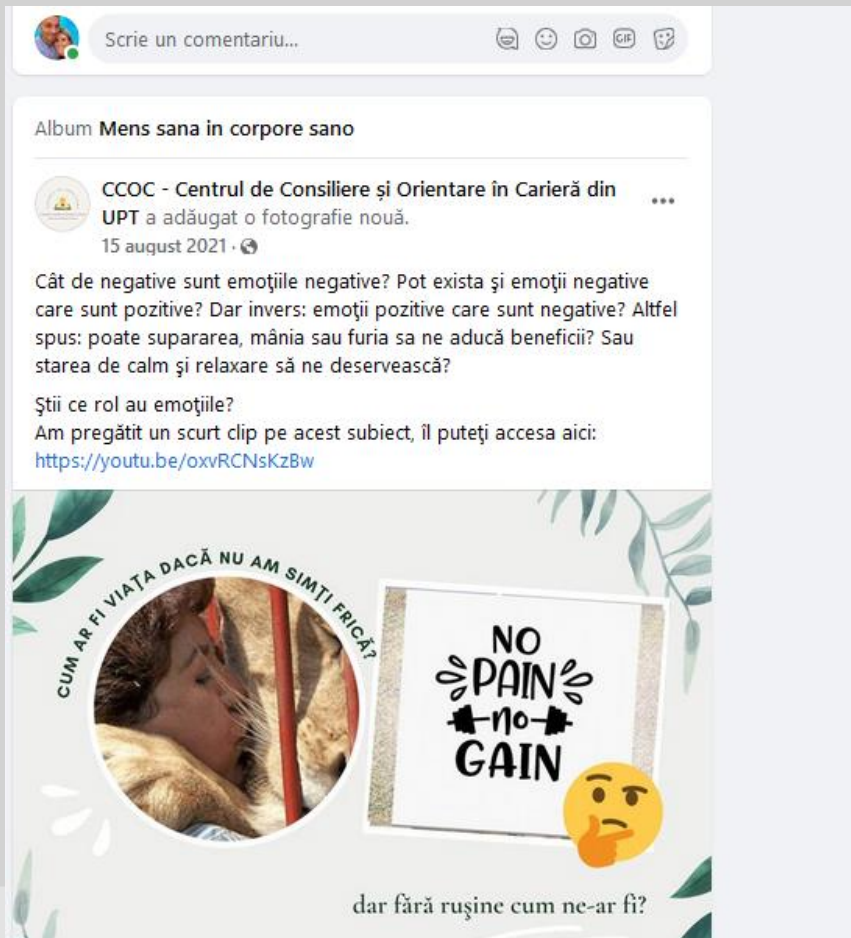 Scrie un comentariu...
GIF
Album Mens sana in corpore sano
CCOC - Centrul de Consiliere și Orientare în Carieră din
UPT a adăugat o fotografie nouă.
15 august 2021 ·
Cât de negative sunt emoţiile negative? Pot exista şi emoţii negative
care sunt pozitive? Dar invers: emoţii pozitive care sunt negative? Altfel
spus: poate supararea, mânia sau furia sa ne aducă beneficii? Sau
starea de calm şi relaxare să ne deservească?
Ştii ce rol au emoţiile?
Am pregătit un scurt clip pe acest subiect, îl puteţi accesa aici:
https://youtu.be/oxvRCNsKzBw
CUM AR FI VIAȚA DACĂ NU AM SIMȚI FRICĂ?
NO
PAIN
no
GAIN
dar fără rușine cum ne-ar fi?